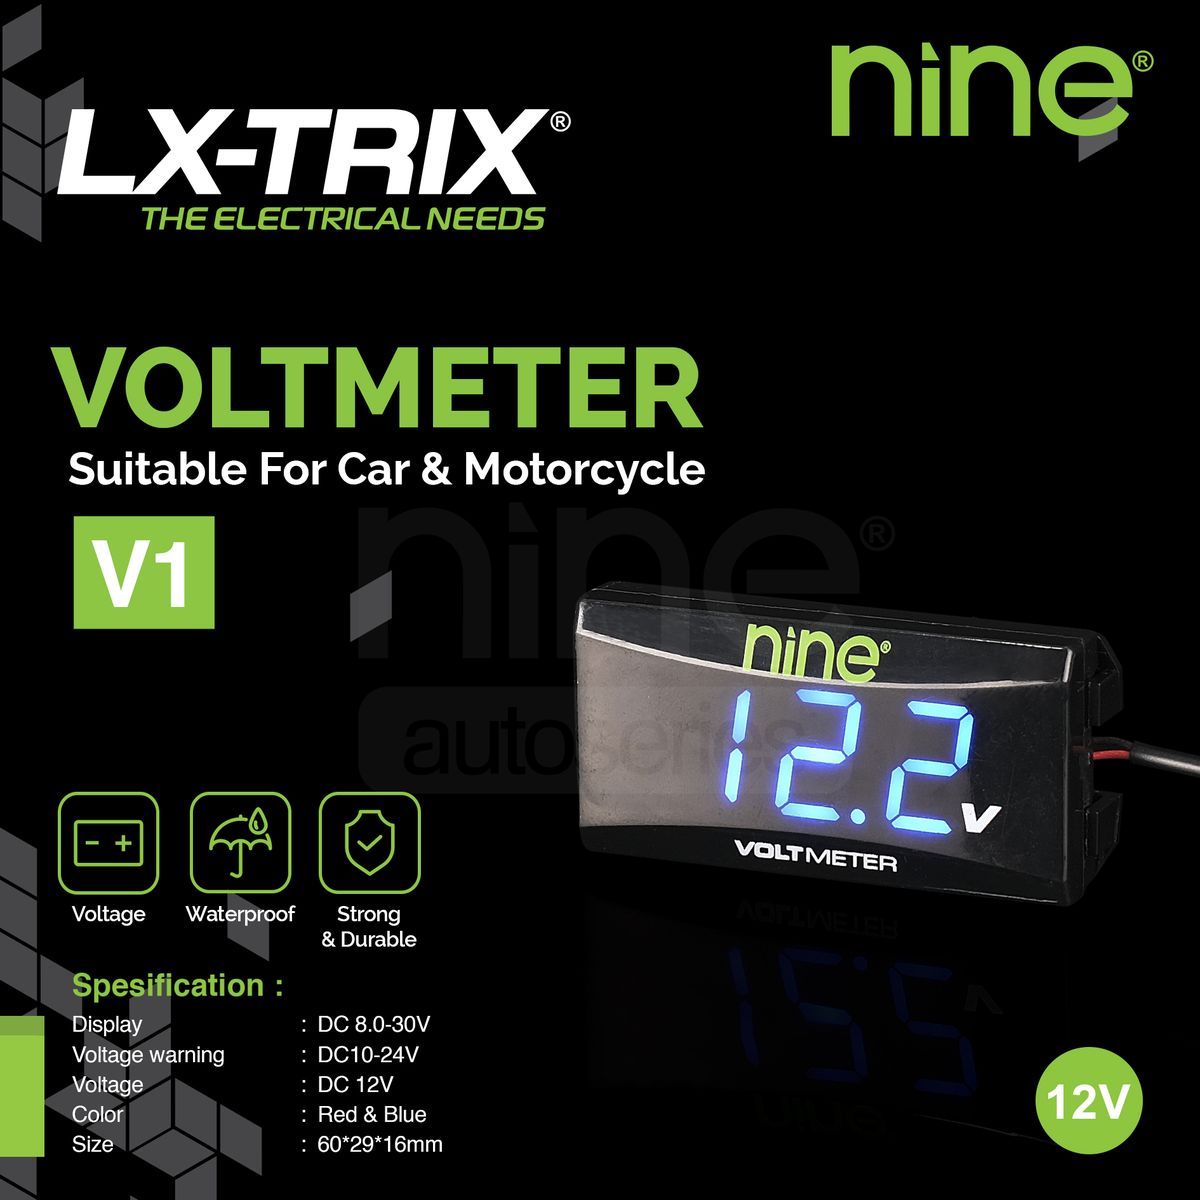 nine®
LX-TRIX®
THE ELECTRICAL NEEDS
VOLTMETER
Suitable For Car & Motorcycle
V1
nine®
autoseries
nine®
12.2 V
VOLTMETER
Voltage
Waterproof
Strong
& Durable
Spesification :
Display : DC 8.0-30V
Voltage warning : DC10-24V
Voltage : DC 12V
Color : Red & Blue
Size : 60*29*16mm
12V